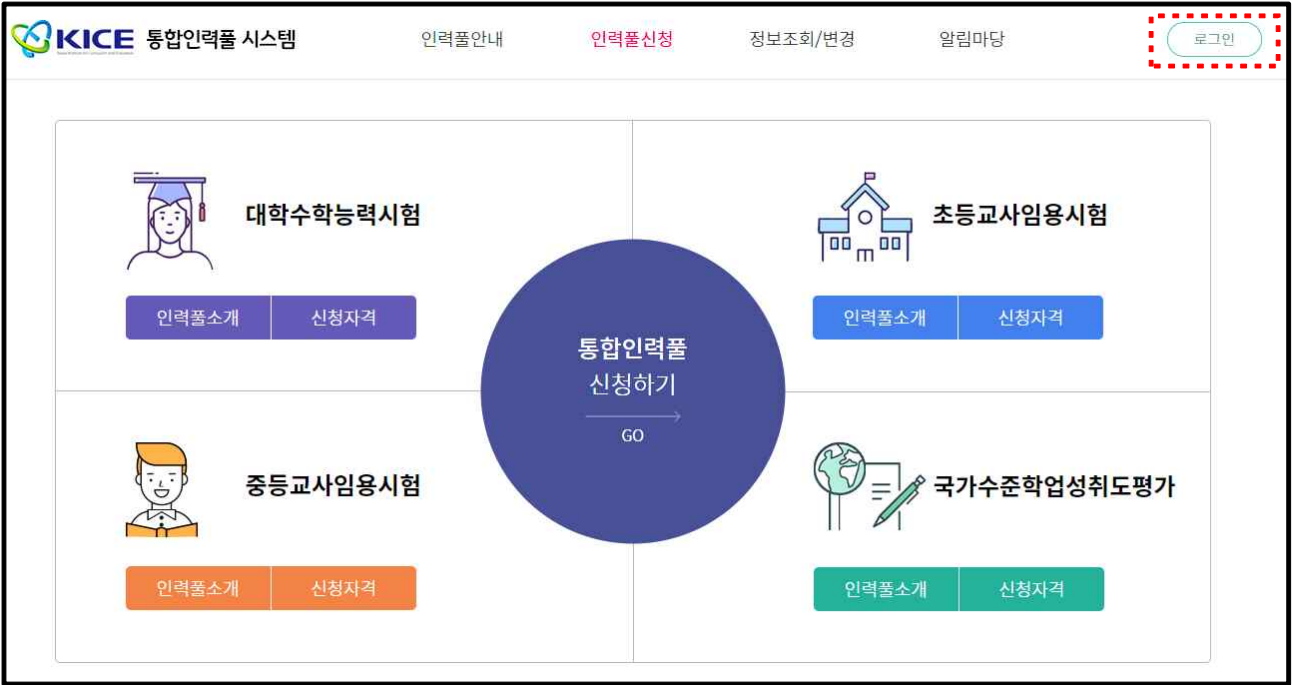 KICE 통합인력풀 시스템
인력풀안내 인력풀신청 정보조회/변경 알림마당 로그인
대학수학능력시험
인력풀소개 신청자격
초등교사임용시험
인력풀소개 신청자격
통합인력풀
신청하기
GO
중등교사임용시험
인력풀소개 신청자격
국가수준학업성취도평가
인력풀소개 신청자격